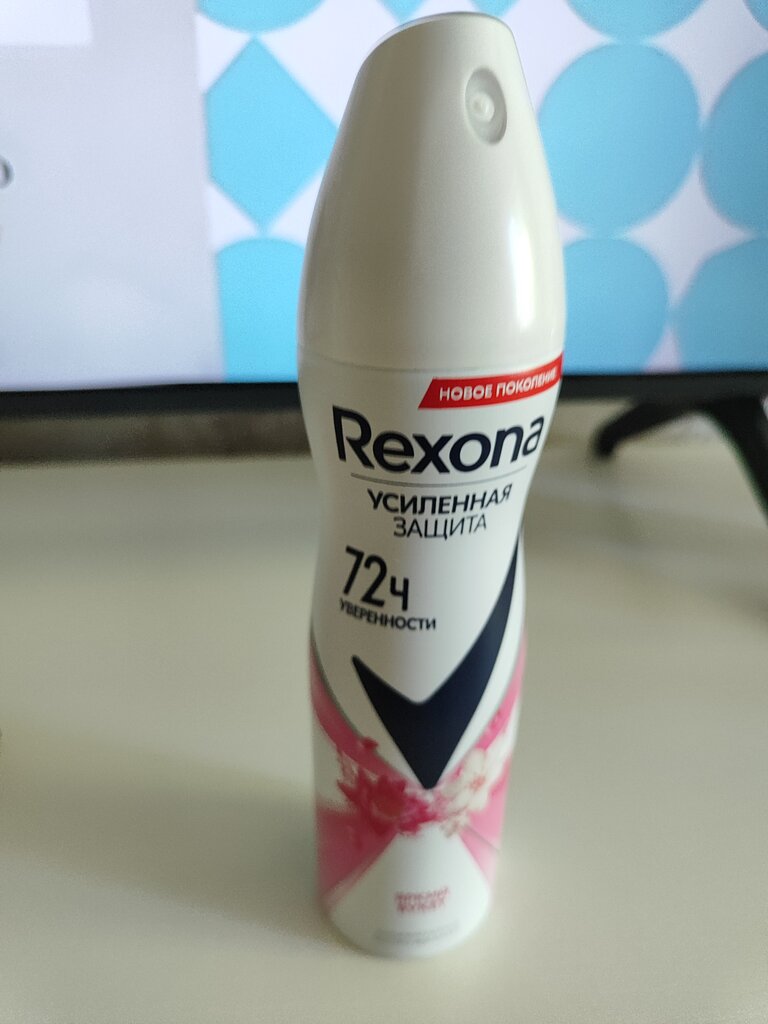 НОВОЕ ПОКОЛЕНИЕ
Rexona
УСИЛЕННАЯ
ЗАЩИТА
72ч
УВЕРЕННОСТИ